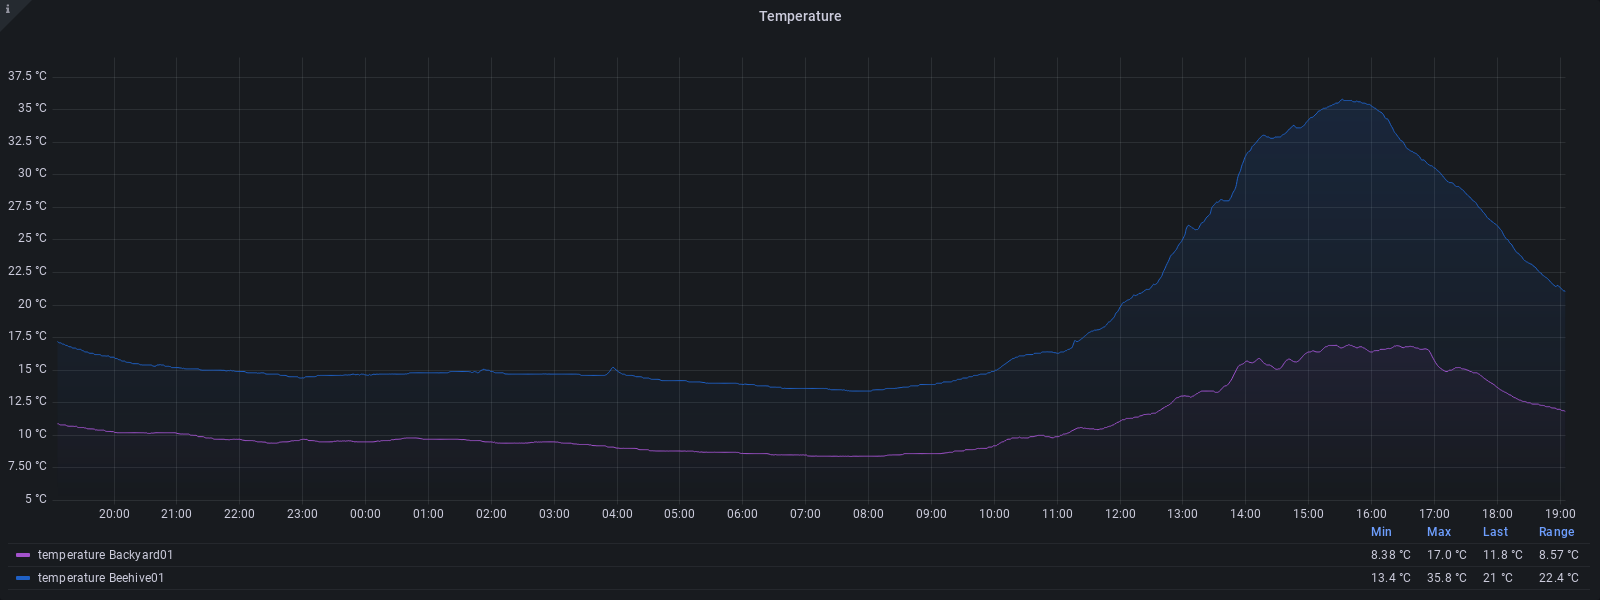 i
Temperature
37.5 °C
35 °C
32.5 °C
30 °C
27.5 °C
25 °C
22.5 °C
20 °C
17.5 °C
15 °C
12.5 °C
10 °C
7.50 °C
5 °C
20:00 21:00 22:00 23:00 00:00 01:00 02:00 03:00 04:00 05:00 06:00 07:00 08:00 09:00 10:00 11:00 12:00 13:00 14:00 15:00 16:00 17:00 18:00 19:00
Min Max Last Range
temperature Backyard01 8.38 °C 17.0 °C 11.8 °C 8.57 °C
temperature Beehive01 13.4 °C 35.8 °C 21 °C 22.4 °C